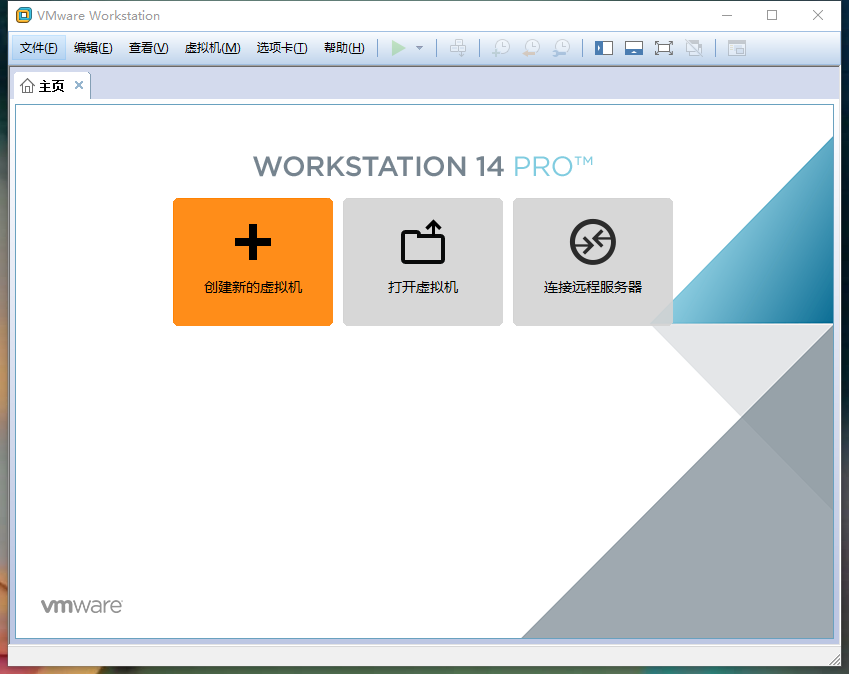 VMware Workstation
文件(F) 编辑(E) 查看(V) 虚拟机(M) 选项卡(T) 帮助(H)
主页
WORKSTATION 14 PRO™
创建新的虚拟机 打开虚拟机 连接远程服务器
vmware